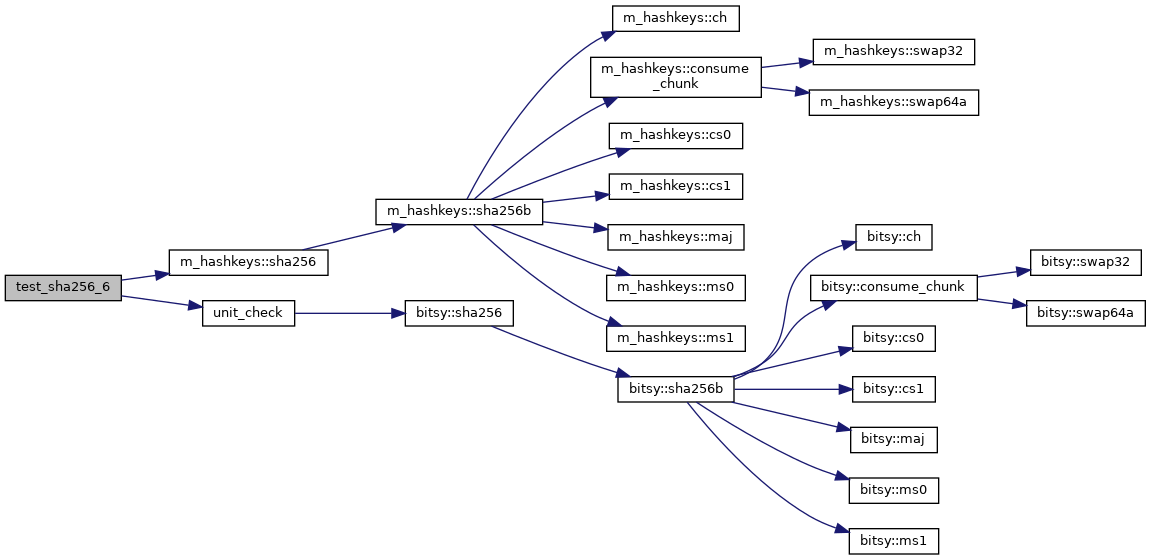 m_hashkeys::ch
m_hashkeys::consume
_chunk
m_hashkeys::swap32
m_hashkeys::swap64a
m_hashkeys::cs0
m_hashkeys::cs1
m_hashkeys::sha256b
m_hashkeys::maj
m_hashkeys::sha256
m_hashkeys::ms0
m_hashkeys::ms1
test_sha256_6
unit_check
bitsy::sha256
bitsy::sha256b
bitsy::ch
bitsy::consume_chunk
bitsy::swap32
bitsy::swap64a
bitsy::cs0
bitsy::cs1
bitsy::maj
bitsy::ms0
bitsy::ms1